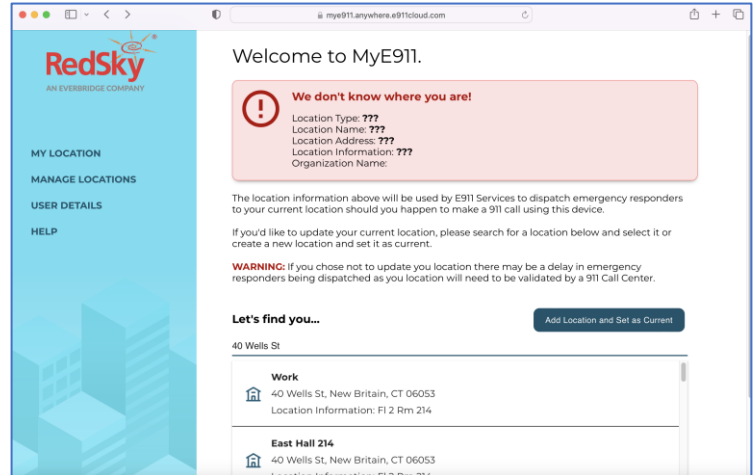 mye911.anywhere.e911cloud.com
RedSky
AN EVERBRIDGE COMPANY
MY LOCATION
MANAGE LOCATIONS
USER DETAILS
HELP
Welcome to MyE911.
We don't know where you are!
Location Type: ???
Location Name: ???
Location Address: ???
Location Information: ???
Organization Name:
The location information above will be used by E911 Services to dispatch emergency responders
to your current location should you happen to make a 911 call using this device.
If you'd like to update your current location, please search for a location below and select it or
create a new location and set it as current.
WARNING: If you chose not to update you location there may be a delay in emergency
responders being dispatched as you location will need to be validated by a 911 Call Center.
Let's find you...
Add Location and Set as Current
40 Wells St
Work
40 Wells St, New Britain, CT 06053
Location Information: Fl 2 Rm 214
East Hall 214
40 Wells St, New Britain, CT 06053
Location Information: Fl 2 Rm 214